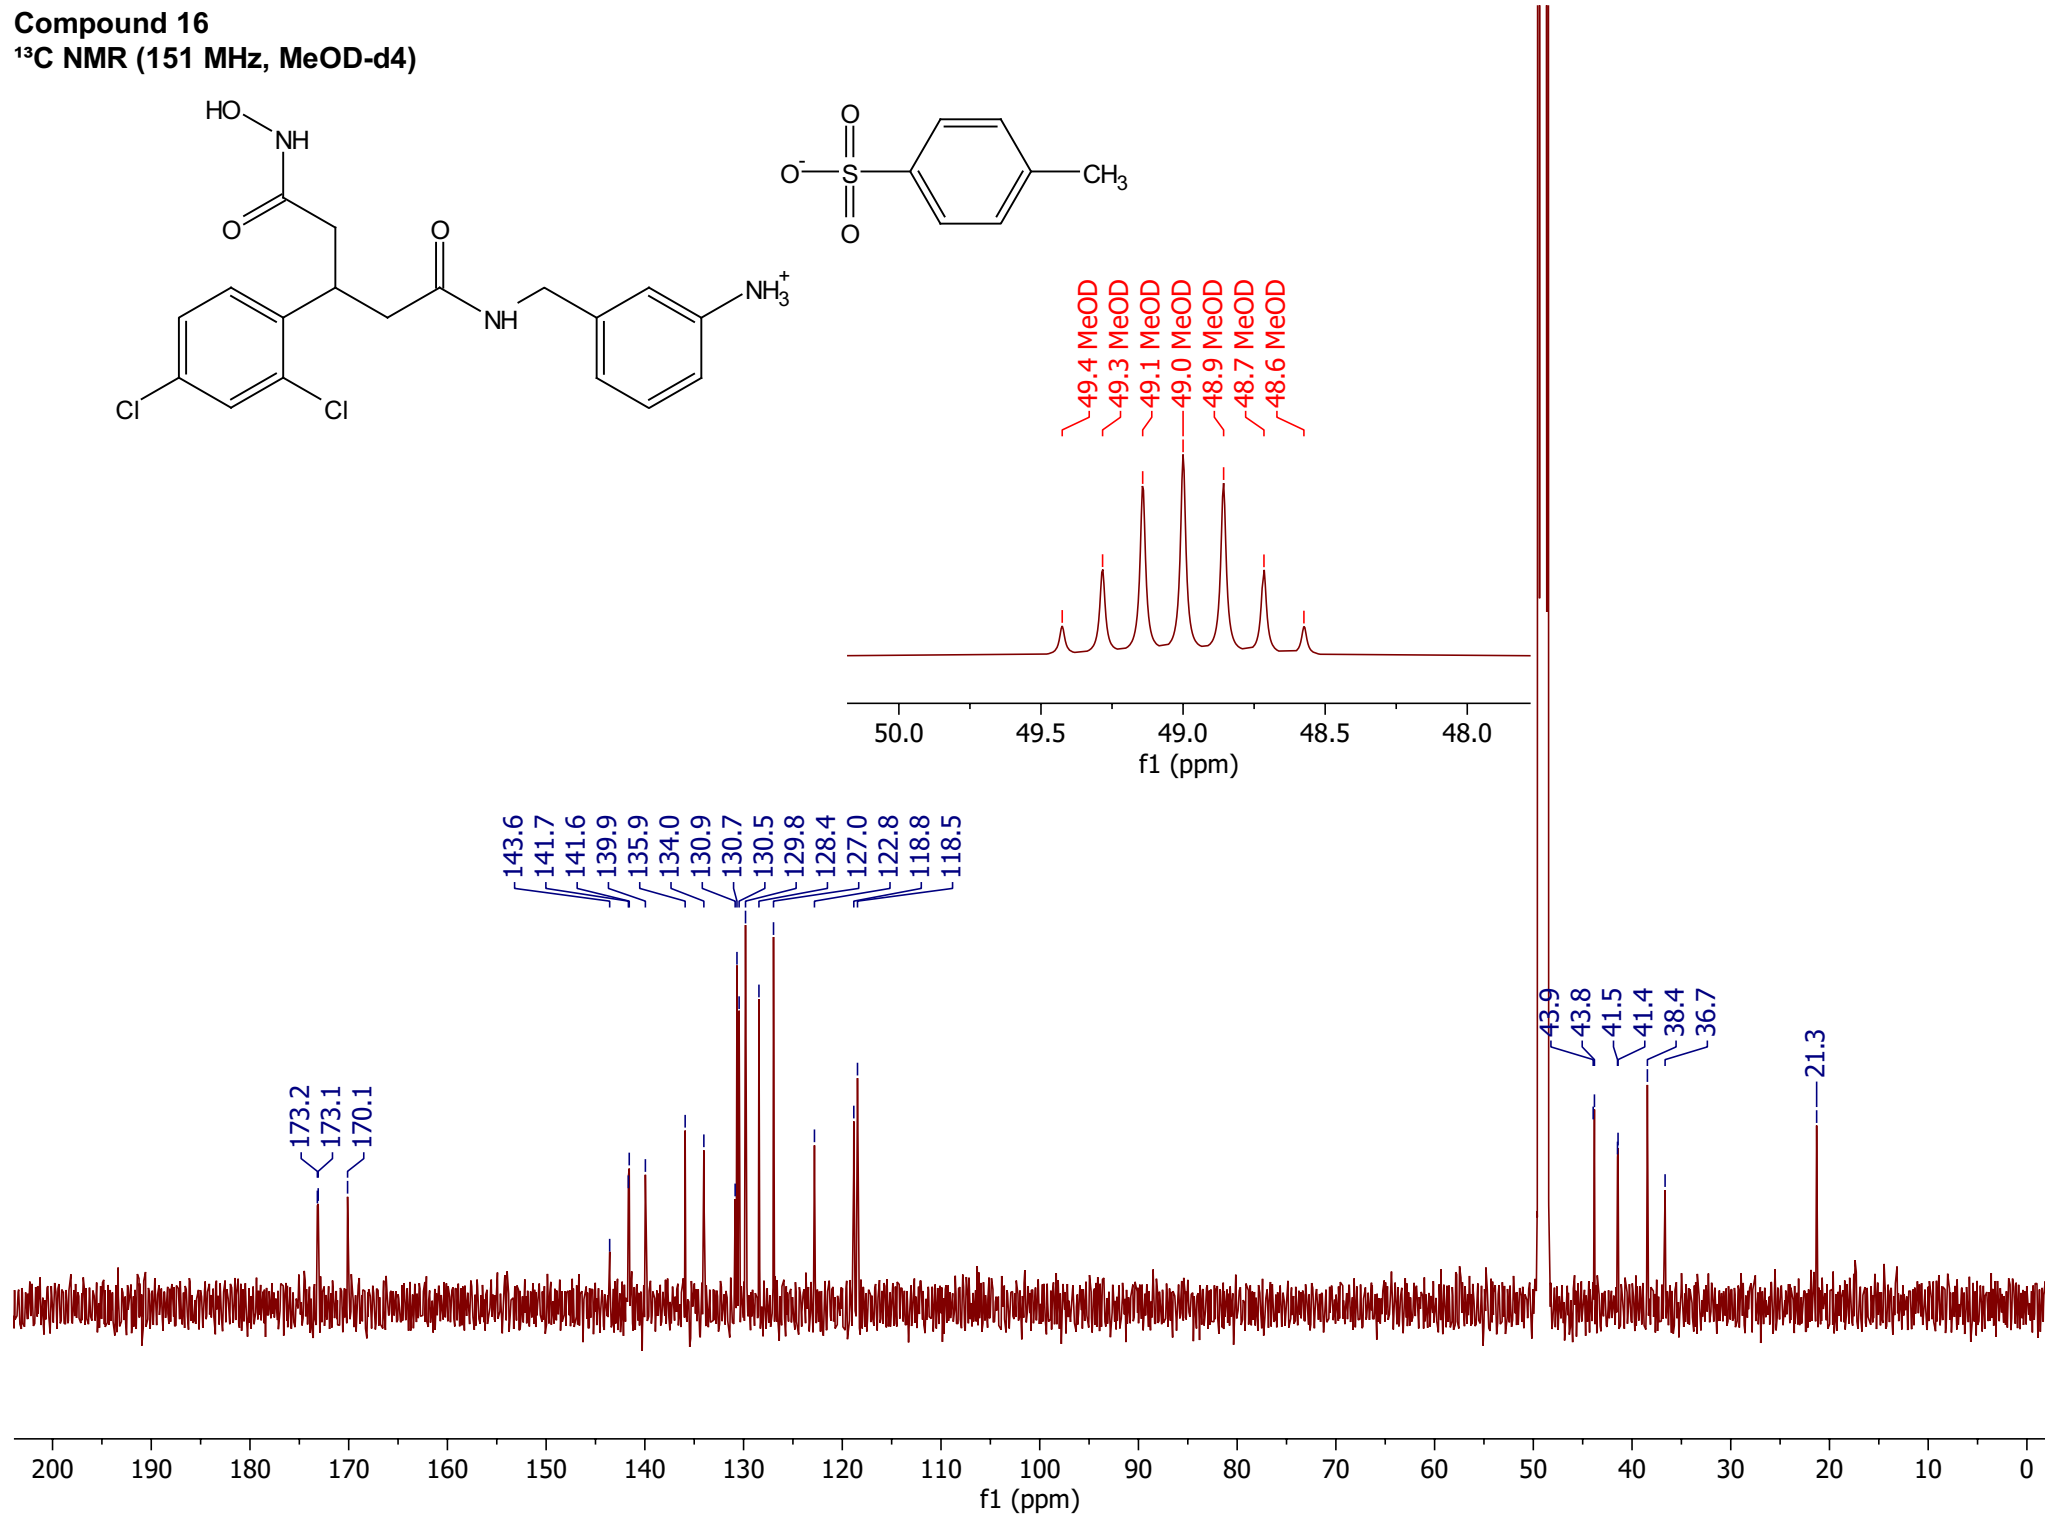 Compound 16
¹³C NMR (151 MHz, MeOD-d4)
HO
NH
O
O
NH
NH3+
Cl
Cl
O
O-
S
CH3
O
49.4 MeOD
49.3 MeOD
49.1 MeOD
49.0 MeOD
48.9 MeOD
48.7 MeOD
48.6 MeOD
50.0 49.5 49.0 48.5 48.0
f1 (ppm)
143.6
141.7
141.6
139.9
135.9
134.0
130.9
130.7
130.5
129.8
128.4
127.0
122.8
118.8
118.5
43.9
43.8
41.5
41.4
38.4
36.7
21.3
173.2
173.1
170.1
200 190 180 170 160 150 140 130 120 110 100 90 80 70 60 50 40 30 20 10 0
f1 (ppm)